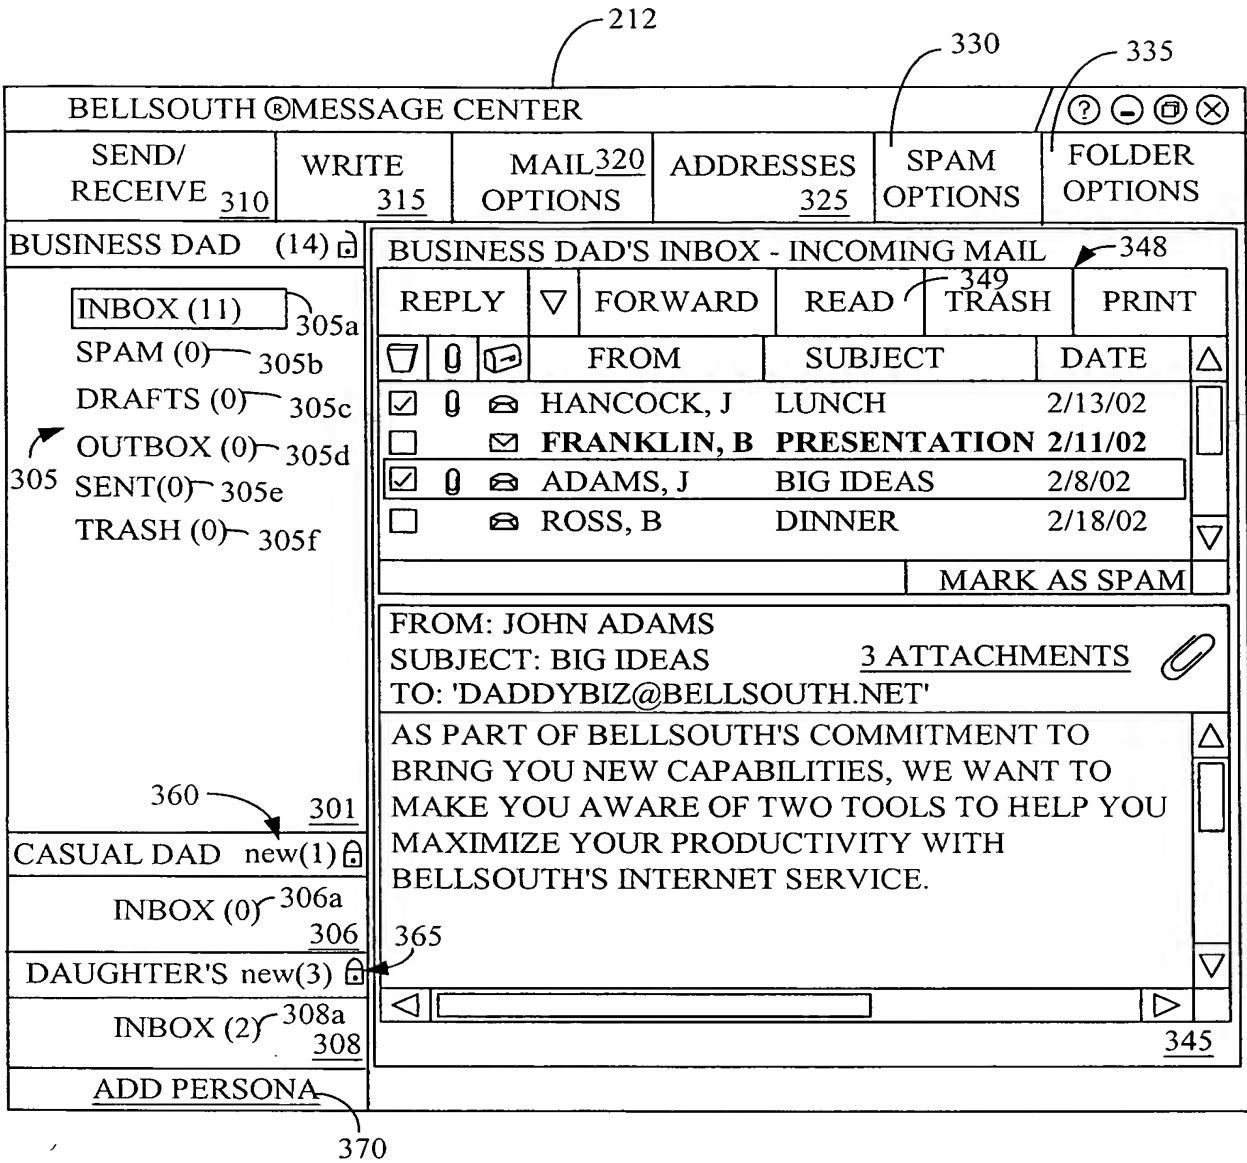 212
330
335
BELLSOUTH ®MESSAGE CENTER
SEND/
RECEIVE 310
WRITE
315
MAIL 320
OPTIONS
ADDRESSES
325
SPAM
OPTIONS
FOLDER
OPTIONS
BUSINESS DAD (14)
INBOX (11) 305a
SPAM (0) 305b
DRAFTS (0) 305c
OUTBOX (0) 305d
305
SENT(0) 305e
TRASH (0) 305f
301
360
CASUAL DAD new(1)
INBOX (0) 306a
306
DAUGHTER'S new(3) 365
INBOX (2) 308a
308
ADD PERSONA
370
BUSINESS DAD'S INBOX - INCOMING MAIL 348
REPLY FORWARD READ 349 TRASH PRINT
FROM SUBJECT DATE
HANCOCK, J LUNCH 2/13/02
FRANKLIN, B PRESENTATION 2/11/02
ADAMS, J BIG IDEAS 2/8/02
ROSS, B DINNER 2/18/02
MARK AS SPAM
FROM: JOHN ADAMS
SUBJECT: BIG IDEAS 3 ATTACHMENTS
TO: 'DADDYBIZ@BELLSOUTH.NET'
AS PART OF BELLSOUTH'S COMMITMENT TO
BRING YOU NEW CAPABILITIES, WE WANT TO
MAKE YOU AWARE OF TWO TOOLS TO HELP YOU
MAXIMIZE YOUR PRODUCTIVITY WITH
BELLSOUTH'S INTERNET SERVICE.
345